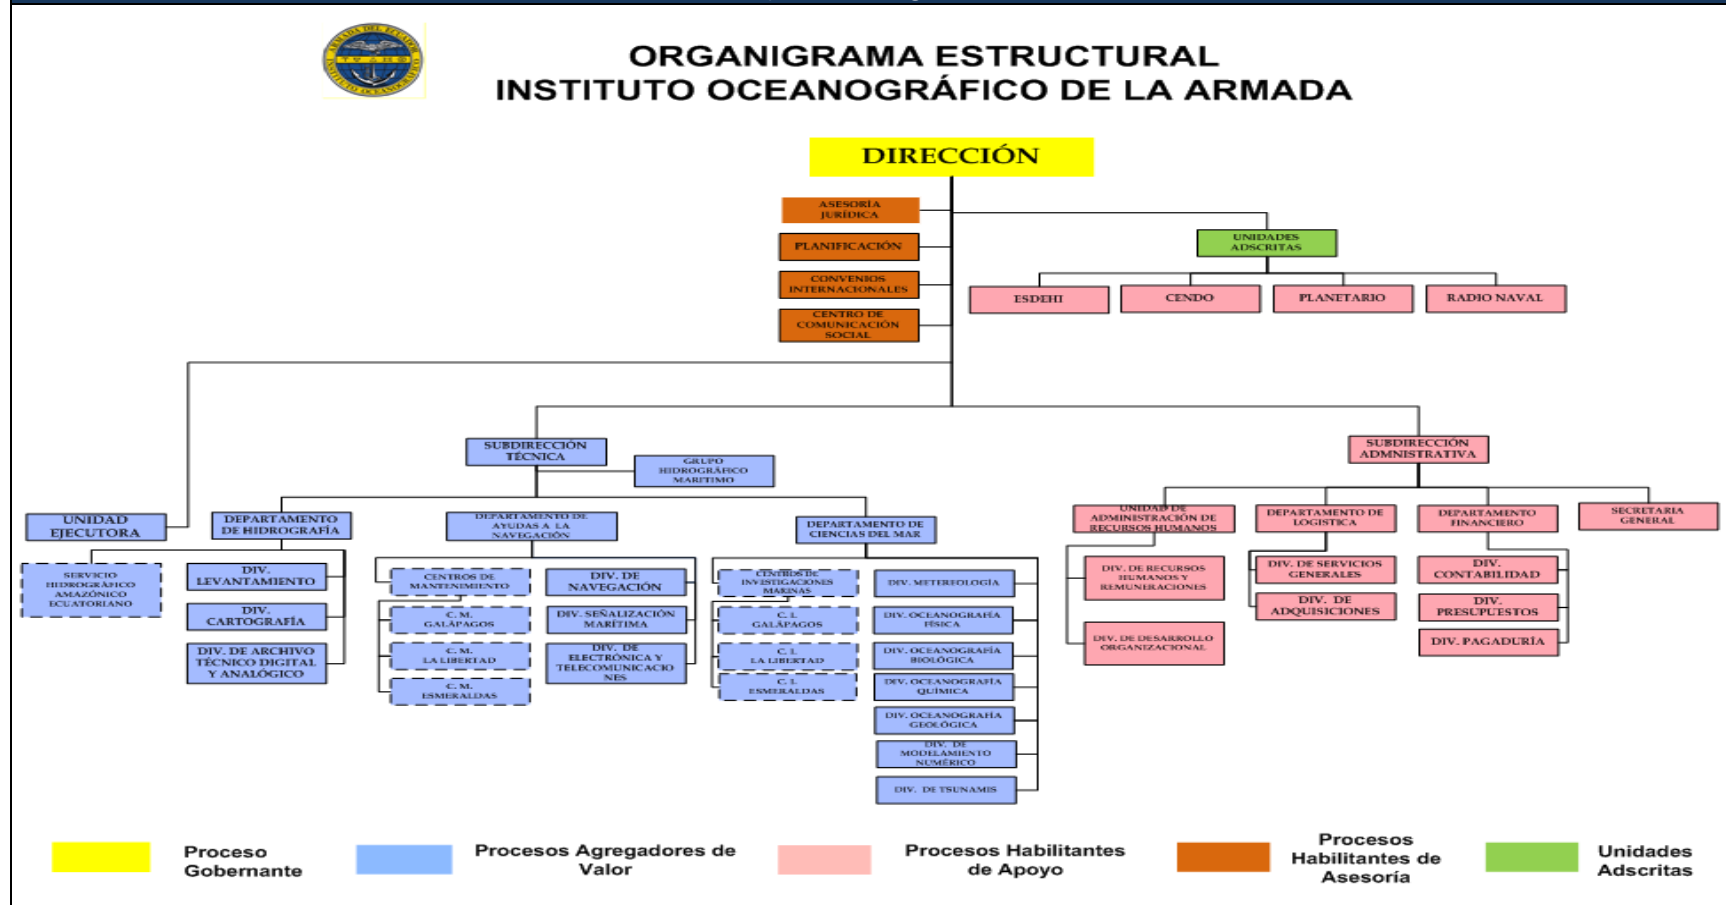 ARMADA DEL ECUADOR
INSTITUTO OCEANOGRÁFICO
ORGANIGRAMA ESTRUCTURAL
INSTITUTO OCEANOGRÁFICO DE LA ARMADA
DIRECCIÓN
ASESORÍA
JURÍDICA
PLANIFICACIÓN
CONVENIOS
INTERNACIONALES
CENTRO DE
COMUNICACIÓN
SOCIAL
UNIDADES
ADSCRITAS
ESDEHI
CENDO
PLANETARIO
RADIO NAVAL
SUBDIRECCIÓN
TÉCNICA
GRUPO
HIDROGRÁFICO
MARITIMO
SUBDIRECCIÓN
ADMNISTRATIVA
UNIDAD
EJECUTORA
SERVICIO
HIDROGRÁFICO
AMAZÓNICO
ECUATORIANO
DEPARTAMENTO
DE HIDROGRAFÍA
DIV.
LEVANTAMIENTO
DIV.
CARTOGRAFÍA
DIV. DE ARCHIVO
TÉCNICO DIGITAL
Y ANALÓGICO
DEPARTAMENTO DE
AYUDAS A LA
NAVEGACIÓN
CENTROS DE
MANTENIMIENTO
C. M.
GALÁPAGOS
C. M.
LA LIBERTAD
C. M.
ESMERALDAS
DIV. DE
NAVEGACIÓN
DIV. SEÑALIZACIÓN
MARÍTIMA
DIV. DE
ELECTRÓNICA Y
TELECOMUNICACIO
NES
DEPARTAMENTO DE
CIENCIAS DEL MAR
CENTROS DE
INVESTIGACIONES
MARINAS
C. I.
GALÁPAGOS
C. I.
LA LIBERTAD
C. I.
ESMERALDAS
DIV. METEREOLOGÍA
DIV. OCEANOGRAFÍA
FÍSICA
DIV. OCEANOGRAFÍA
BIOLÓGICA
DIV. OCEANOGRAFÍA
QUÍMICA
DIV. OCEANOGRAFÍA
GEOLÓGICA
DIV. DE
MODELAMIENTO
NUMÉRICO
DIV. DE TSUNAMIS
UNIDAD DE
ADMINISTRACIÓN DE
RECURSOS HUMANOS
DIV. DE RECURSOS
HUMANOS Y
REMUNERACIONES
DIV. DE DESARROLLO
ORGANIZACIONAL
DEPARTAMENTO DE
LOGISTICA
DIV. DE SERVICIOS
GENERALES
DIV. DE
ADQUISICIONES
DEPARTAMENTO
FINANCIERO
DIV.
CONTABILIDAD
DIV.
PRESUPUESTOS
DIV. PAGADURÍA
SECRETARIA
GENERAL
Proceso
Gobernante
Procesos Agregadores de
Valor
Procesos Habilitantes
de Apoyo
Procesos
Habilitantes de
Asesoría
Unidades
Adscritas